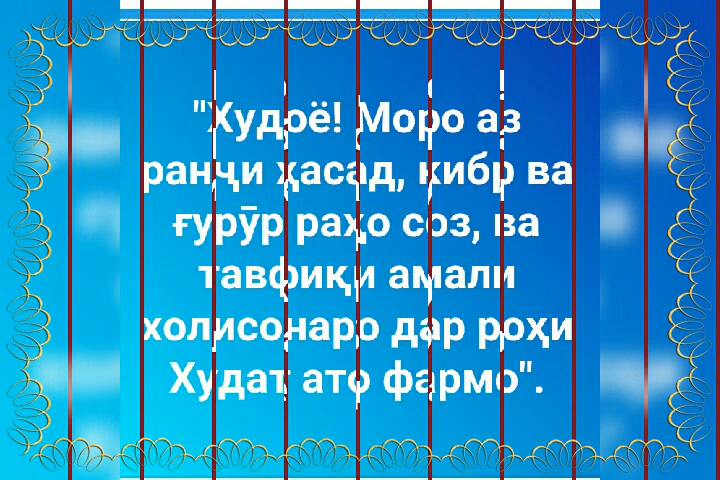 "Худоё! Моро аз
ранҷи ҳасад, кибр ва
ғурӯр раҳо соз, ва
тавфиқи амали
холисонаро дар роҳи
Худат ато фармо".